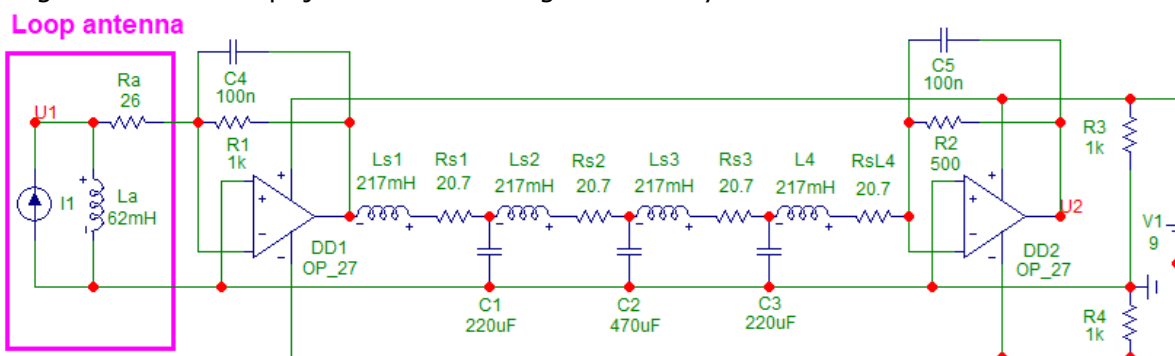 Loop antenna
U1
Ra
26
I1
La
62mH
C4
100n
R1
1k
DD1
OP_27
Ls1
217mH
Rs1
20.7
Ls2
217mH
Rs2
20.7
Ls3
217mH
Rs3
20.7
L4
217mH
RsL4
20.7
C1
220uF
C2
470uF
C3
220uF
C5
100n
R2
500
DD2
OP_27
U2
R3
1k
V1
9
R4
1k